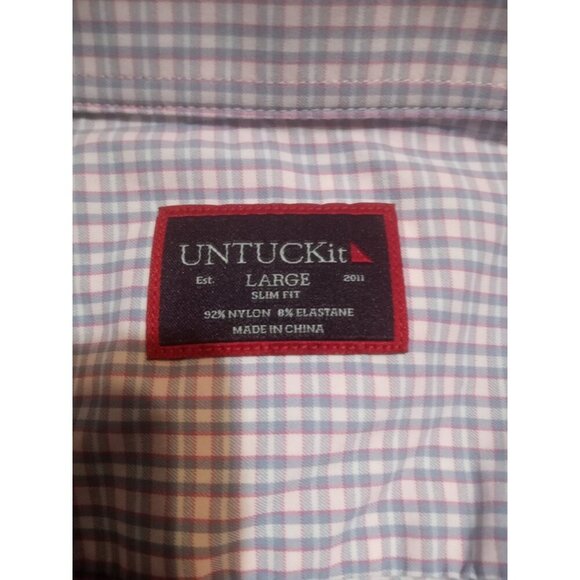 UNTUCKit
Est. LARGE 2011
SLIM FIT
92% NYLON 8% ELASTANE
MADE IN CHINA